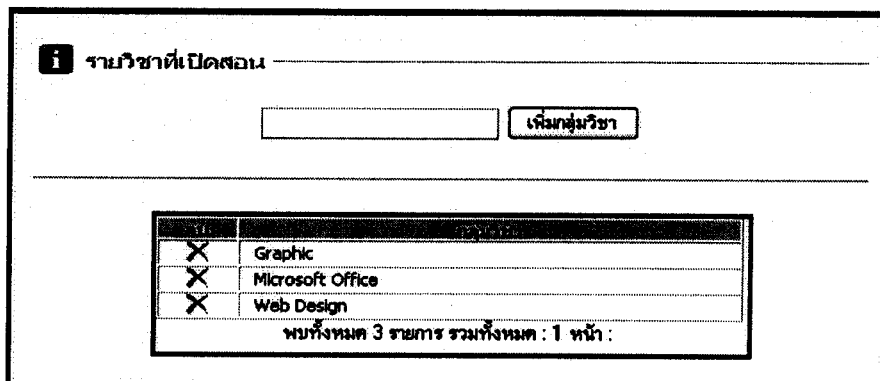 i รายวิชาที่เปิดสอน
เพิ่มกลุ่มวิชา
Graphic
Microsoft Office
Web Design
พบทั้งหมด 3 รายการ รวมทั้งหมด : 1 หน้า :